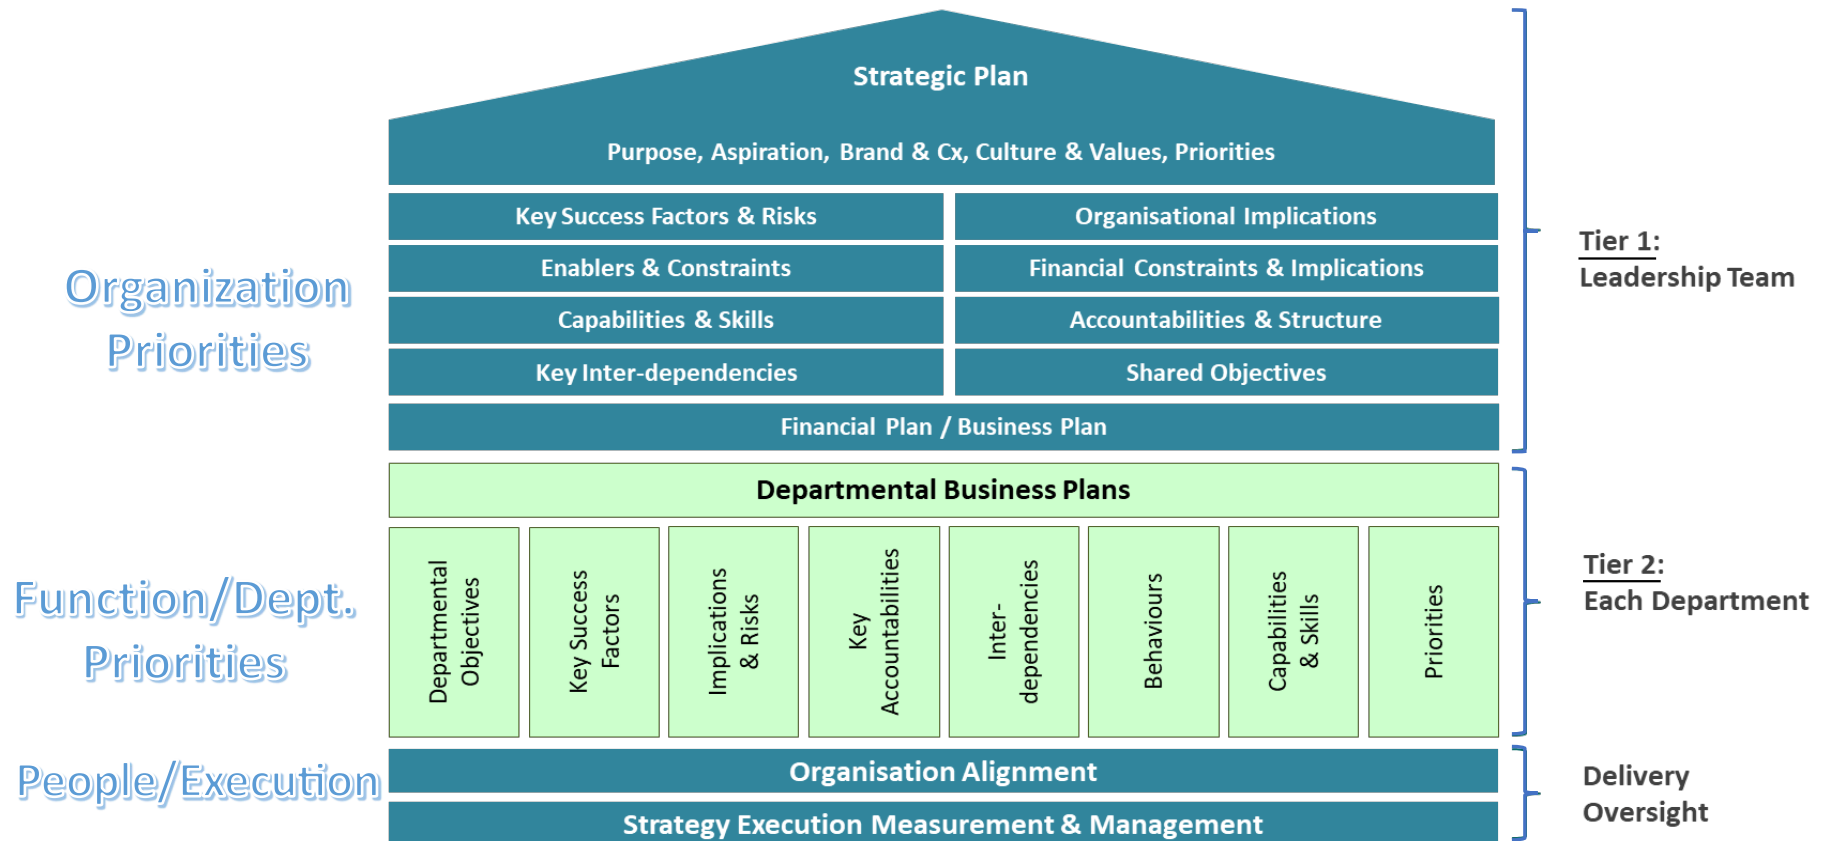 Strategic Plan
Purpose, Aspiration, Brand & Cx, Culture & Values, Priorities
Key Success Factors & Risks
Organisational Implications
Enablers & Constraints
Financial Constraints & Implications
Capabilities & Skills
Accountabilities & Structure
Key Inter-dependencies
Shared Objectives
Financial Plan / Business Plan
Organization
Priorities
Tier 1:
Leadership Team
Departmental Business Plans
Departmental
Objectives
Key Success
Factors
Implications
& Risks
Key
Accountabilities
Inter-
dependencies
Behaviours
Capabilities
& Skills
Priorities
Function/Dept.
Priorities
Tier 2:
Each Department
People/Execution
Organisation Alignment
Strategy Execution Measurement & Management
Delivery
Oversight